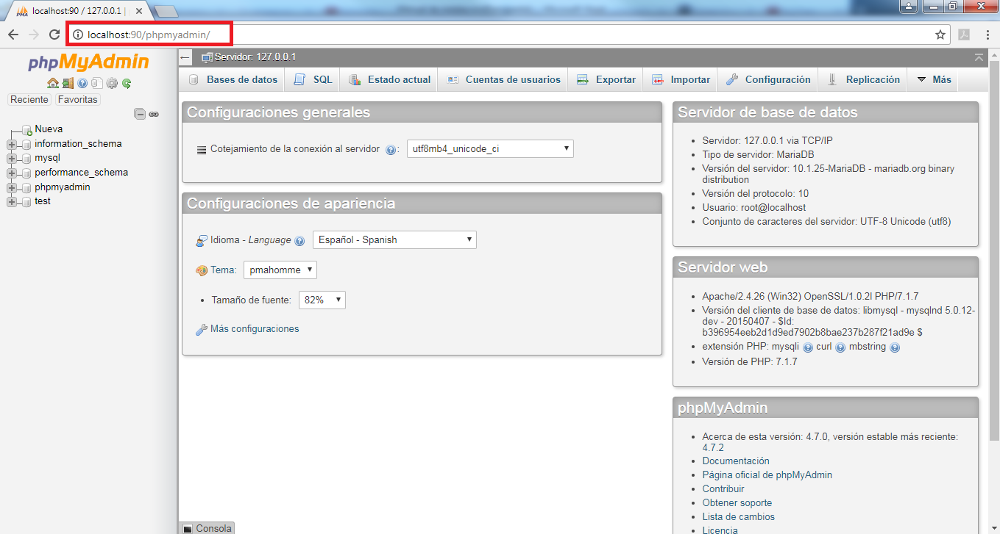 localhost:90 / 127.0.0.1 |
localhost:90/phpmyadmin/
phpMyAdmin
Reciente Favoritas
Nueva
information_schema
mysql
performance_schema
phpmyadmin
test
Servidor: 127.0.0.1
Bases de datos SQL Estado actual Cuentas de usuarios Exportar Importar Configuración Replicación Más
Configuraciones generales
Cotejamiento de la conexión al servidor : utf8mb4_unicode_ci
Configuraciones de apariencia
Idioma - Language Español - Spanish
Tema: pmahomme
Tamaño de fuente: 82%
Más configuraciones
Servidor de base de datos
Servidor: 127.0.0.1 via TCP/IP
Tipo de servidor: MariaDB
Versión del servidor: 10.1.25-MariaDB - mariadb.org binary
distribution
Versión del protocolo: 10
Usuario: root@localhost
Conjunto de caracteres del servidor: UTF-8 Unicode (utf8)
Servidor web
Apache/2.4.26 (Win32) OpenSSL/1.0.2l PHP/7.1.7
Versión del cliente de base de datos: libmysql - mysqlnd 5.0.12-
dev - 20150407 - $Id:
b396954eeb2d1d9ed7902b8bae237b287f21ad9e $
extensión PHP: mysqli curl mbstring
Versión de PHP: 7.1.7
phpMyAdmin
Acerca de esta versión: 4.7.0, versión estable más reciente:
4.7.2
Documentación
Página oficial de phpMyAdmin
Contribuir
Obtener soporte
Lista de cambios
Licencia
Consola